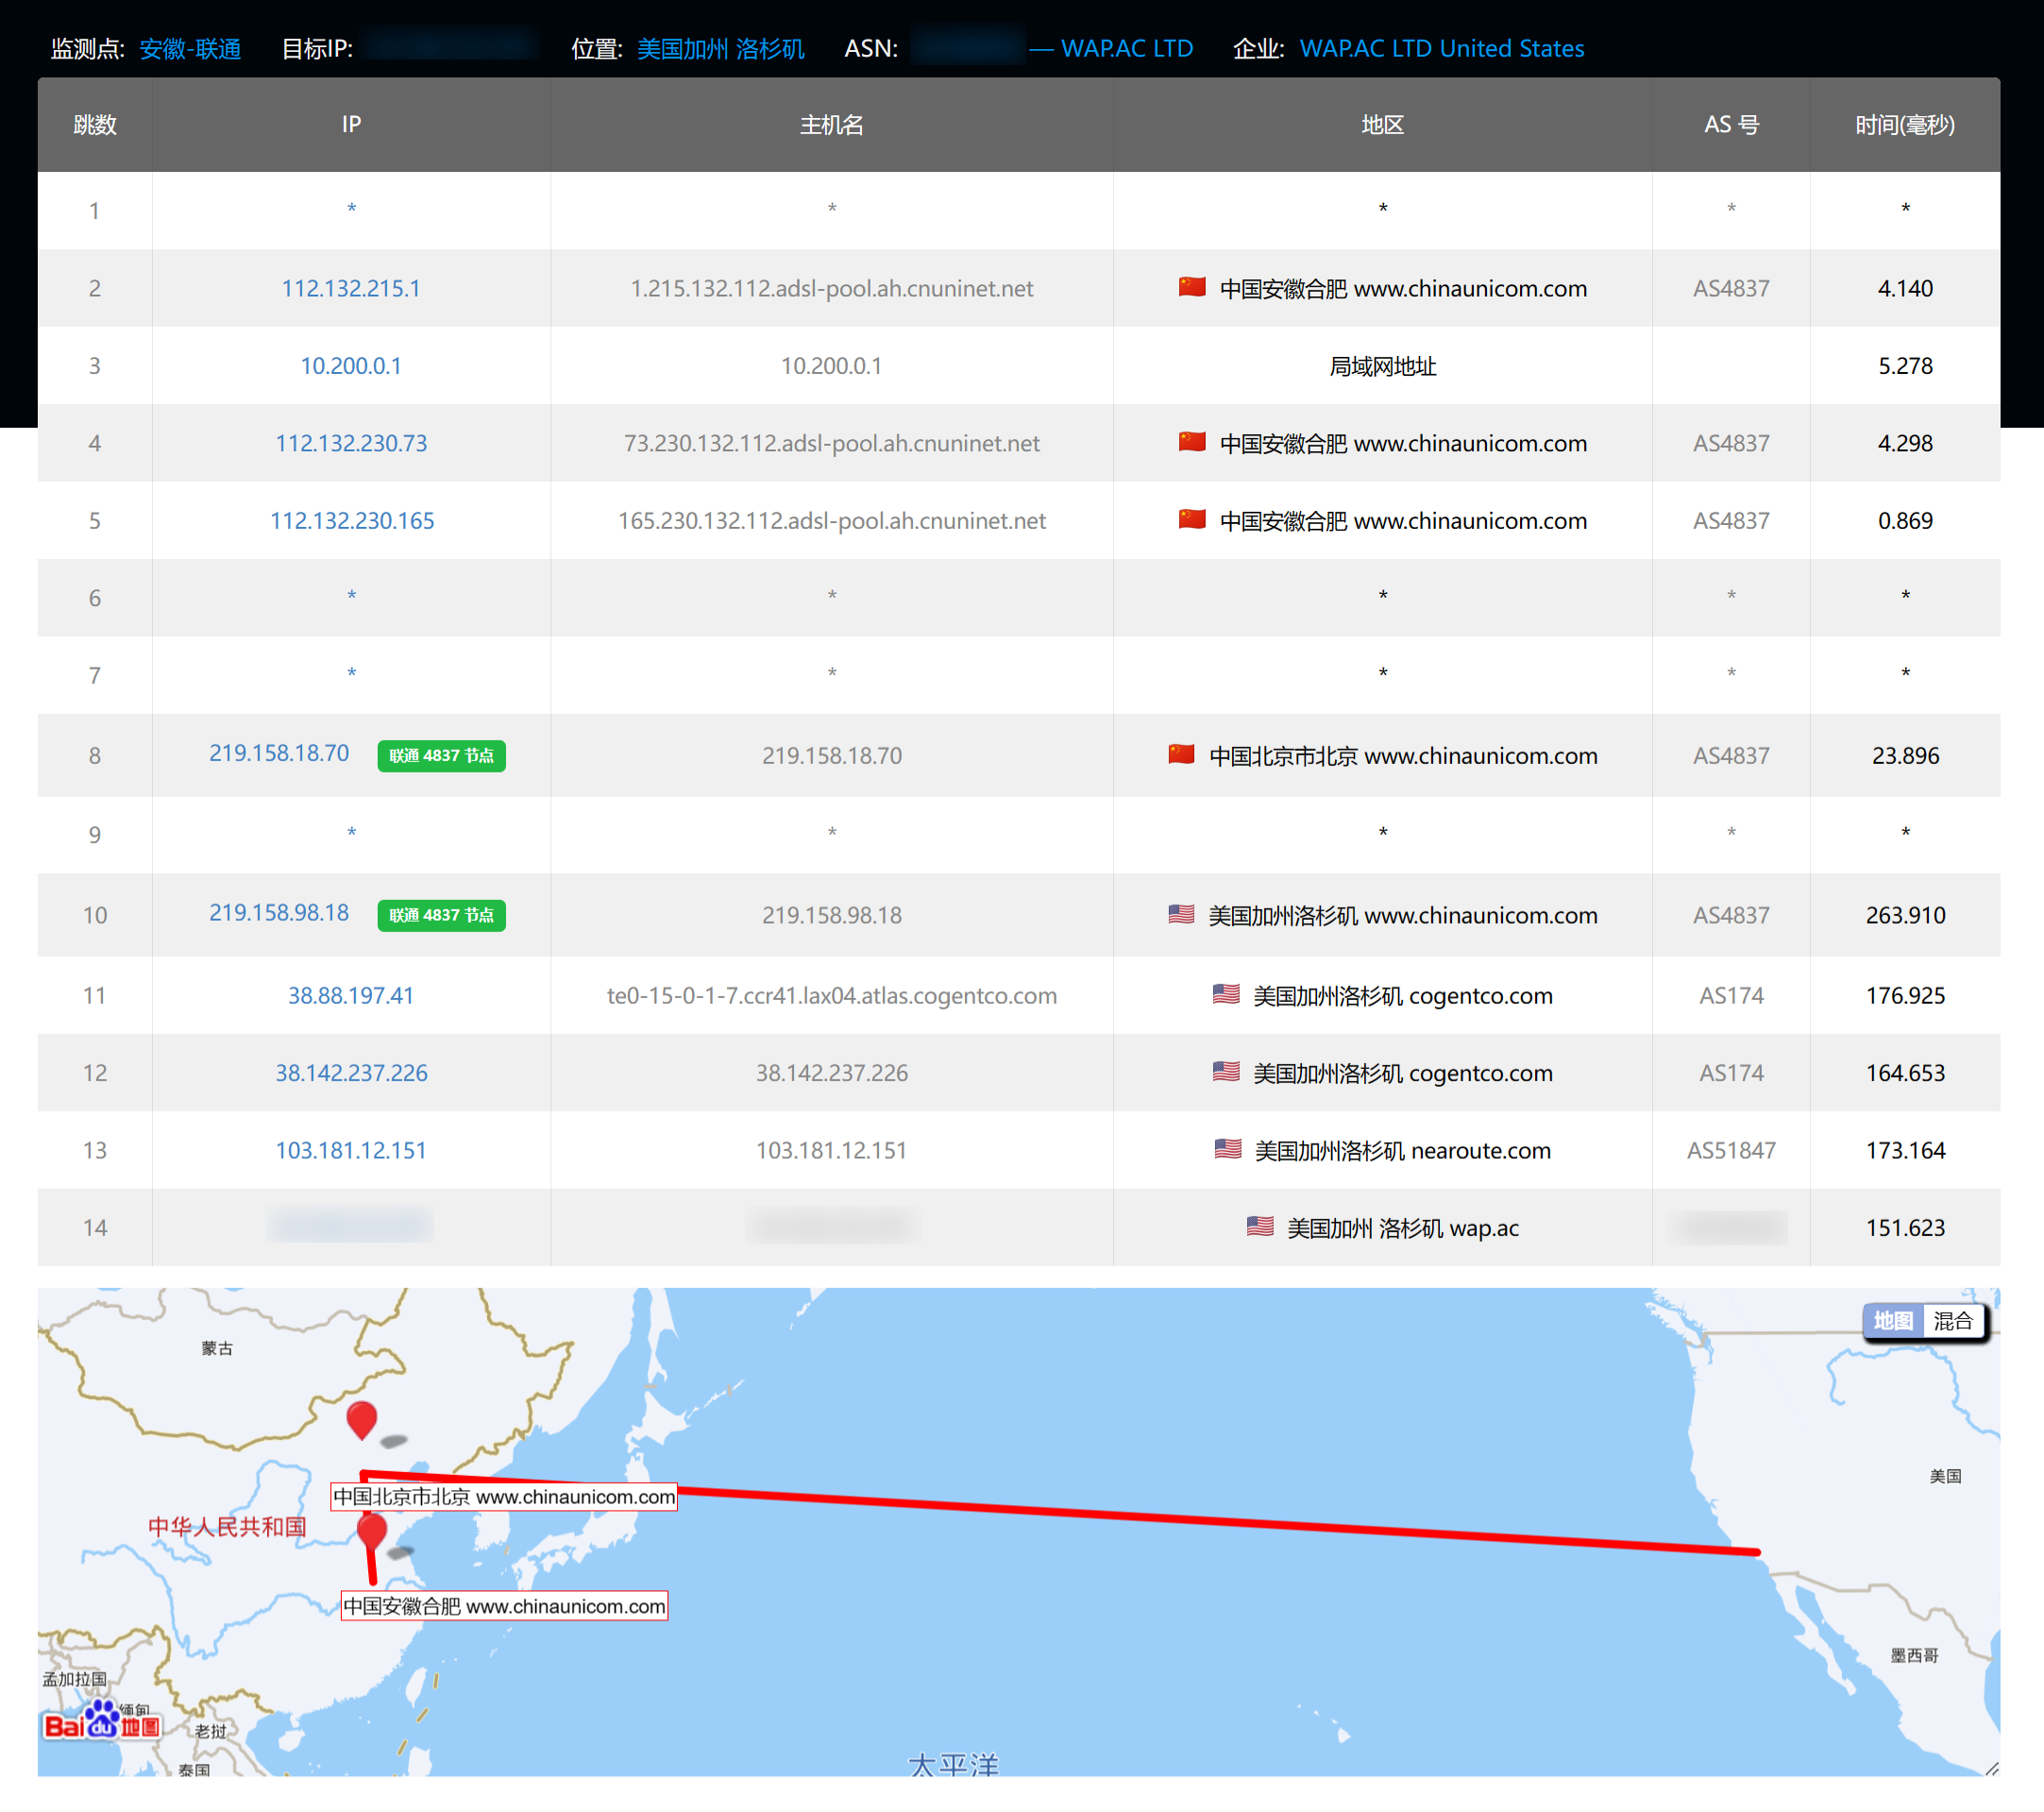 监测点: 安徽-联通 目标IP: 位置: 美国加州 洛杉矶 ASN: — WAP.AC LTD 企业: WAP.AC LTD United States
跳数 IP 主机名 地区 AS 号 时间(毫秒)
1 * * * * *
2 112.132.215.1 1.215.132.112.adsl-pool.ah.cnuninet.net 中国安徽合肥 www.chinaunicom.com AS4837 4.140
3 10.200.0.1 10.200.0.1 局域网地址 5.278
4 112.132.230.73 73.230.132.112.adsl-pool.ah.cnuninet.net 中国安徽合肥 www.chinaunicom.com AS4837 4.298
5 112.132.230.165 165.230.132.112.adsl-pool.ah.cnuninet.net 中国安徽合肥 www.chinaunicom.com AS4837 0.869
6 * * * * *
7 * * * * *
8 219.158.18.70 联通 4837 节点 219.158.18.70 中国北京市北京 www.chinaunicom.com AS4837 23.896
9 * * * * *
10 219.158.98.18 联通 4837 节点 219.158.98.18 美国加州洛杉矶 www.chinaunicom.com AS4837 263.910
11 38.88.197.41 te0-15-0-1-7.ccr41.lax04.atlas.cogentco.com 美国加州洛杉矶 cogentco.com AS174 176.925
12 38.142.237.226 38.142.237.226 美国加州洛杉矶 cogentco.com AS174 164.653
13 103.181.12.151 103.181.12.151 美国加州洛杉矶 nearoute.com AS51847 173.164
14 美国加州 洛杉矶 wap.ac 151.623
地图 混合
蒙古
美国
中国北京市北京 www.chinaunicom.com
中华人民共和国
中国安徽合肥 www.chinaunicom.com
墨西哥
孟加拉国
缅甸
Bai du 地图
老挝
太平洋
泰国